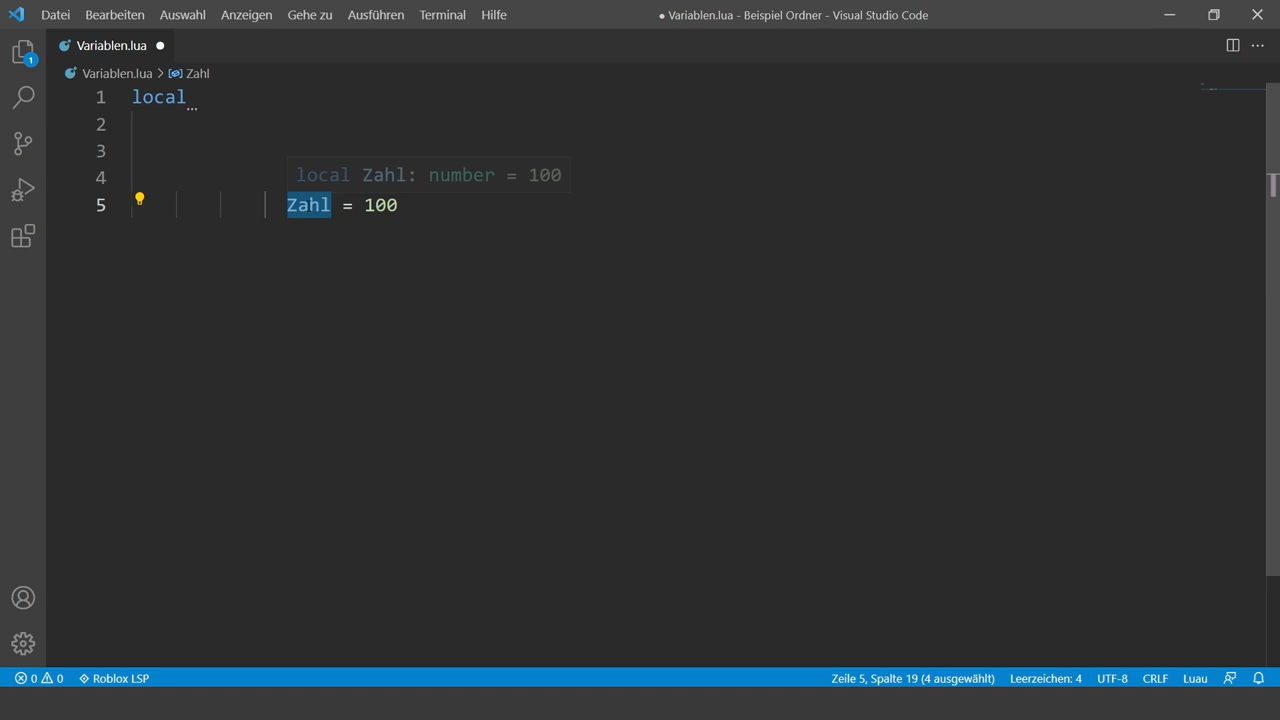 Datei Bearbeiten Auswahl Anzeigen Gehe zu Ausführen Terminal Hilfe ● Variablen.lua - Beispiel Ordner - Visual Studio Code
Variablen.lua ●
Variablen.lua > Zahl
1 local
2
3
4
local Zahl: number = 100
5 Zahl = 100
1
0 0 Roblox LSP Zeile 5, Spalte 19 (4 ausgewählt) Leerzeichen: 4 UTF-8 CRLF Luau